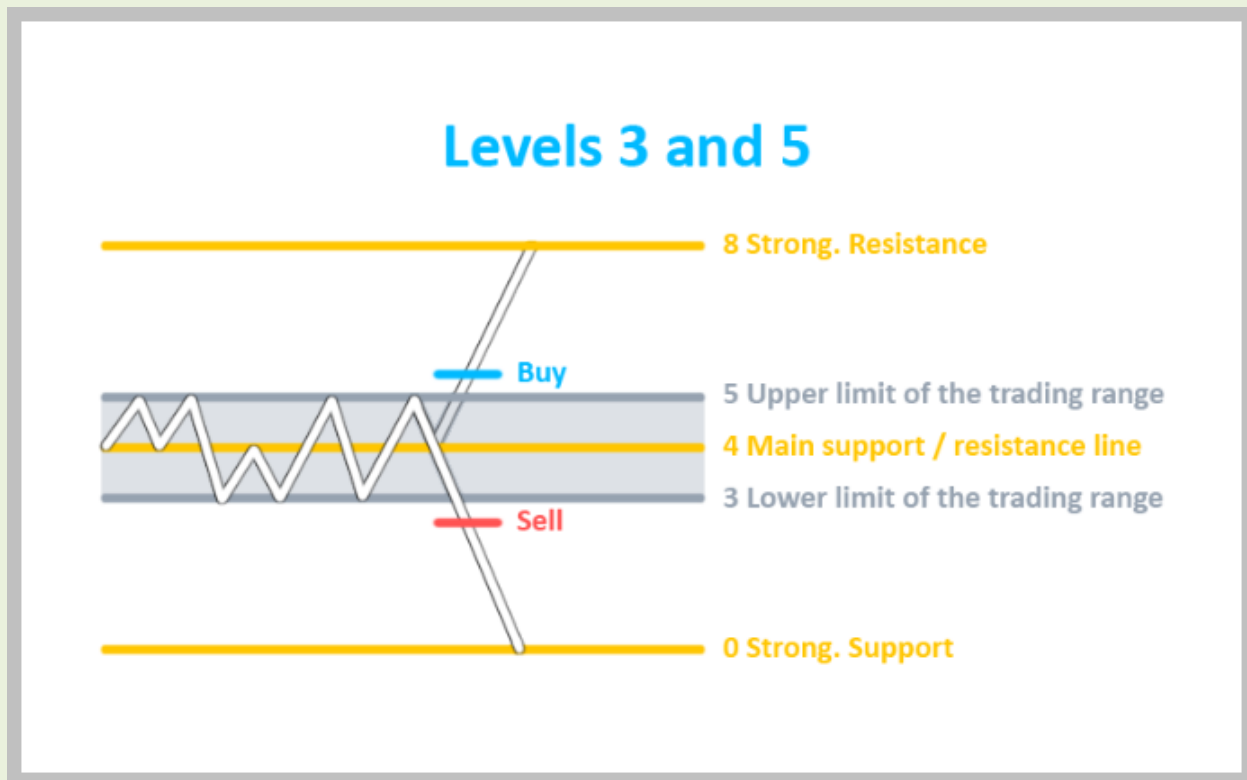 Levels 3 and 5
8 Strong. Resistance
Buy
5 Upper limit of the trading range
4 Main support / resistance line
3 Lower limit of the trading range
Sell
0 Strong. Support